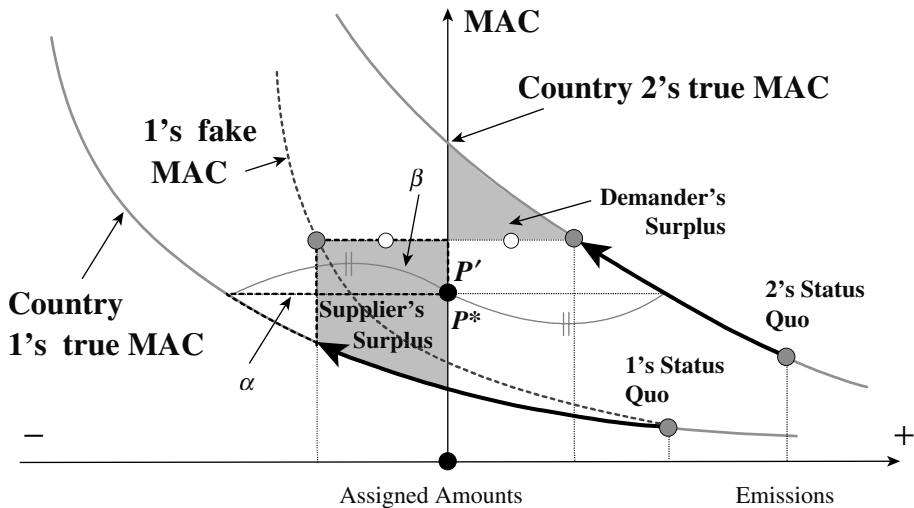 MAC
Country 2's true MAC
1's fake
MAC
β
Demander's
Surplus
P′
Country
1's true MAC
Supplier's
Surplus
P*
2's Status
Quo
α
1's Status
Quo
−
+
Assigned Amounts
Emissions